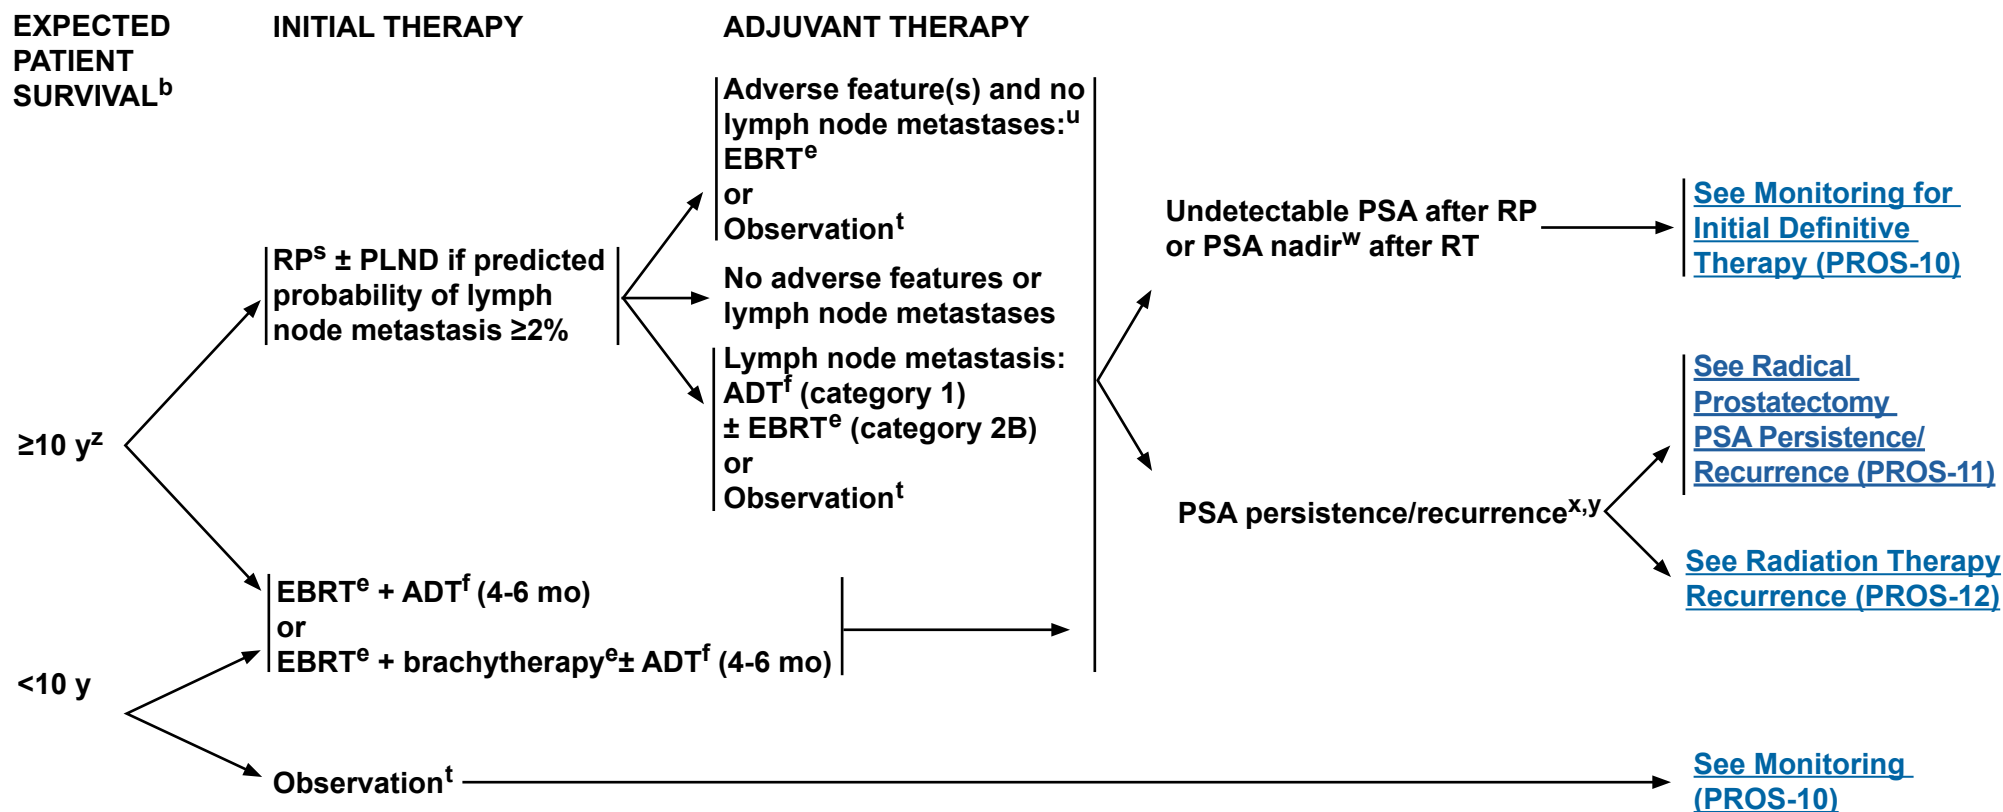 EXPECTED
PATIENT
SURVIVALᵇ
INITIAL THERAPY
ADJUVANT THERAPY
≥10 yᶻ
<10 y
RPˢ ± PLND if predicted
probability of lymph
node metastasis ≥2%
EBRTᵉ + ADTᶠ (4-6 mo)
or
EBRTᵉ + brachytherapyᵉ± ADTᶠ (4-6 mo)
Observationᵗ
Adverse feature(s) and no
lymph node metastases:ᵘ
EBRTᵉ
or
Observationᵗ
No adverse features or
lymph node metastases
Lymph node metastasis:
ADTᶠ (category 1)
± EBRTᵉ (category 2B)
or
Observationᵗ
Undetectable PSA after RP
or PSA nadirʷ after RT
PSA persistence/recurrenceˣ,ʸ
See Monitoring for
Initial Definitive
Therapy (PROS-10)
See Radical
Prostatectomy
PSA Persistence/
Recurrence (PROS-11)
See Radiation Therapy
Recurrence (PROS-12)
See Monitoring
(PROS-10)